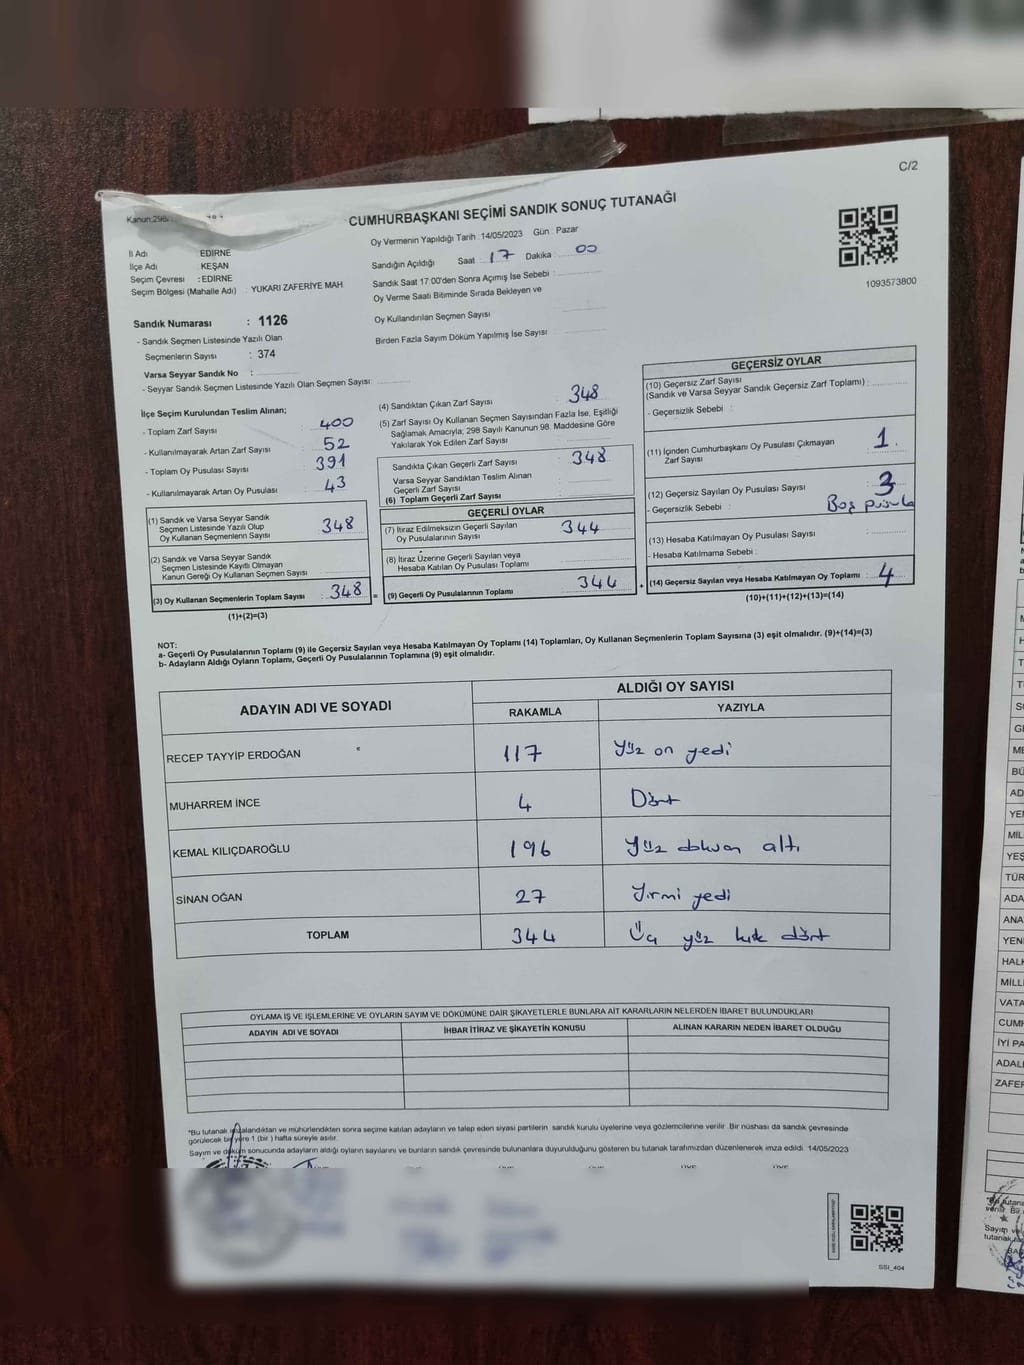 C/2
Kanun:298/
CUMHURBAŞKANI SEÇİMİ SANDIK SONUÇ TUTANAĞI
İl Adı EDİRNE
İlçe Adı KEŞAN
Seçim Çevresi : EDİRNE
Seçim Bölgesi (Mahalle Adı) : YUKARI ZAFERİYE MAH.
Sandık Numarası : 1126
- Sandık Seçmen Listesinde Yazılı Olan
Seçmenlerin Sayısı : 374
Varsa Seyyar Sandık No :
- Seyyar Sandık Seçmen Listesinde Yazılı Olan Seçmen Sayısı:
Oy Vermenin Yapıldığı Tarih : 14/05/2023 Gün : Pazar
Sandığın Açıldığı Saat : 17 Dakika : 00
Sandık Saat 17:00'den Sonra Açımış İse Sebebi :
Oy Verme Saati Bitiminde Sırada Bekleyen ve
Oy Kullandırılan Seçmen Sayısı
Birden Fazla Sayım Döküm Yapılmış İse Sayısı
1093573800
İlçe Seçim Kurulundan Teslim Alınan;
- Toplam Zarf Sayısı : 400
- Kullanılmayarak Artan Zarf Sayısı : 52
- Toplam Oy Pusulası Sayısı : 391
- Kullanılmayarak Artan Oy Pusulası : 43
(1) Sandık ve Varsa Seyyar Sandık
Seçmen Listesinde Yazılı Olup
Oy Kullanan Seçmenlerin Sayısı : 348
(2) Sandık ve Varsa Seyyar Sandık
Seçmen Listesinde Kayıtlı Olmayan
Kanun Gereği Oy Kullanan Seçmen Sayısı
(3) Oy Kullanan Seçmenlerin Toplam Sayısı : 348 =
(1)+(2)=(3)
(4) Sandıktan Çıkan Zarf Sayısı : 348
(5) Zarf Sayısı Oy Kullanan Seçmen Sayısından Fazla İse, Eşitliği
Sağlamak Amacıyla; 298 Sayılı Kanunun 98. Maddesine Göre
Yakılarak Yok Edilen Zarf Sayısı :
Sandıkta Çıkan Geçerli Zarf Sayısı : 348
Varsa Seyyar Sandıktan Teslim Alınan
Geçerli Zarf Sayısı
(6) Toplam Geçerli Zarf Sayısı
GEÇERLİ OYLAR
(7) İtiraz Edilmeksizin Geçerli Sayılan
Oy Pusulalarının Sayısı : 344
(8) İtiraz Üzerine Geçerli Sayılan veya
Hesaba Katılan Oy Pusulası Toplamı
(9) Geçerli Oy Pusulalarının Toplamı : 344 +
GEÇERSİZ OYLAR
(10) Geçersiz Zarf Sayısı
(Sandık ve Varsa Seyyar Sandık Geçersiz Zarf Toplamı) :
- Geçersizlik Sebebi :
(11) İçinden Cumhurbaşkanı Oy Pusulası Çıkmayan
Zarf Sayısı : 1
(12) Geçersiz Sayılan Oy Pusulası Sayısı : 3
- Geçersizlik Sebebi : Boş pusula
(13) Hesaba Katılmayan Oy Pusulası Sayısı :
- Hesaba Katılmama Sebebi :
(14) Geçersiz Sayılan veya Hesaba Katılmayan Oy Toplamı : 4
(10)+(11)+(12)+(13)=(14)
NOT:
a- Geçerli Oy Pusulalarının Toplamı (9) ile Geçersiz Sayılan veya Hesaba Katılmayan Oy Toplamı (14) Toplamları, Oy Kullanan Seçmenlerin Toplam Sayısına (3) eşit olmalıdır. (9)+(14)=(3)
b- Adayların Aldığı Oyların Toplamı, Geçerli Oy Pusulalarının Toplamına (9) eşit olmalıdır.
ADAYIN ADI VE SOYADI ALDIĞI OY SAYISI
RAKAMLA YAZIYLA
RECEP TAYYİP ERDOĞAN 117 Yüz on yedi
MUHARREM İNCE 4 Dört
KEMAL KILIÇDAROĞLU 196 Yüz doksan altı
SİNAN OĞAN 27 Yirmi yedi
TOPLAM 344 Üç yüz kırk dört
OYLAMA İŞ VE İŞLEMLERİNE VE OYLARIN SAYIM VE DÖKÜMÜNE DAİR ŞİKAYETLERLE BUNLARA AİT KARARLARIN NELERDEN İBARET BULUNDUKLARI
ADAYIN ADI VE SOYADI İHBAR İTİRAZ VE ŞİKAYETİN KONUSU ALINAN KARARIN NEDEN İBARET OLDUĞU
*Bu tutanak imzalandıktan ve mühürlendikten sonra seçime katılan adayların ve talep eden siyasi partilerin sandık kurulu üyelerine veya gözlemcilerine verilir. Bir nüshası da sandık çevresinde
görülecek bir yere 1 (bir) hafta süreyle asılır.
Sayım ve döküm sonucunda adayların aldığı oyların sayılarını ve bunların sandık çevresinde bulunanlara duyurulduğunu gösteren bu tutanak tarafımızdan düzenlenerek imza edildi. 14/05/2023
SSİ_404